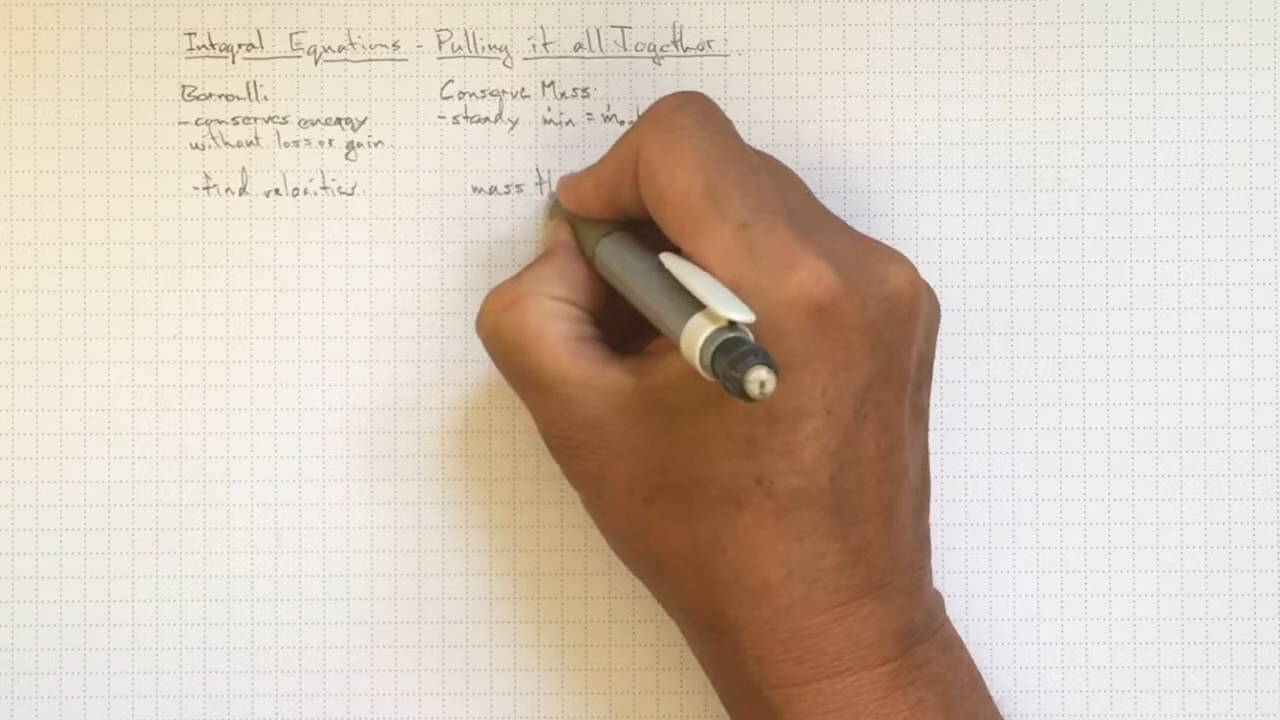 Integral Equations - Pulling it all Together:
Bernoulli
- conserves energy
without loss or gain.
- find velocities
Conserve Mass:
- steady ṁin =
mass